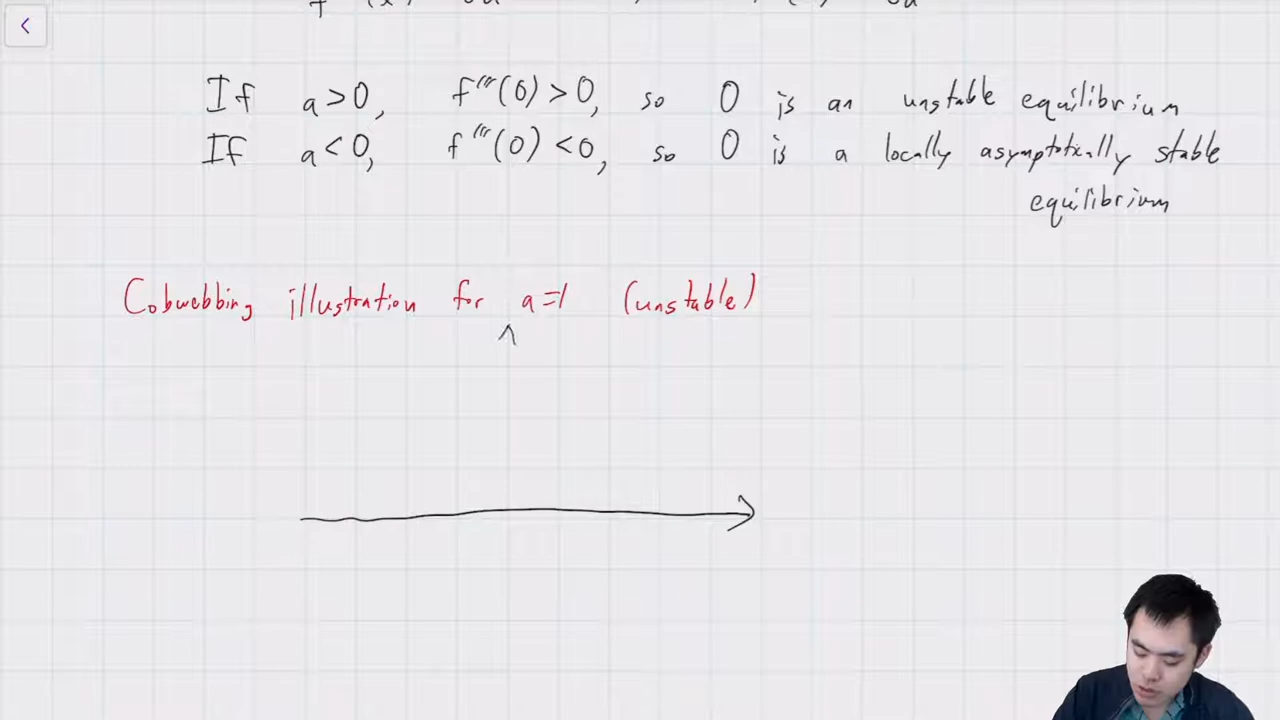 If a > 0, f'''(0) > 0, so 0 is an unstable equilibrium
If a < 0, f'''(0) < 0, so 0 is a locally asymptotically stable
equilibrium
Cobwebbing illustration for a = 1 (unstable)